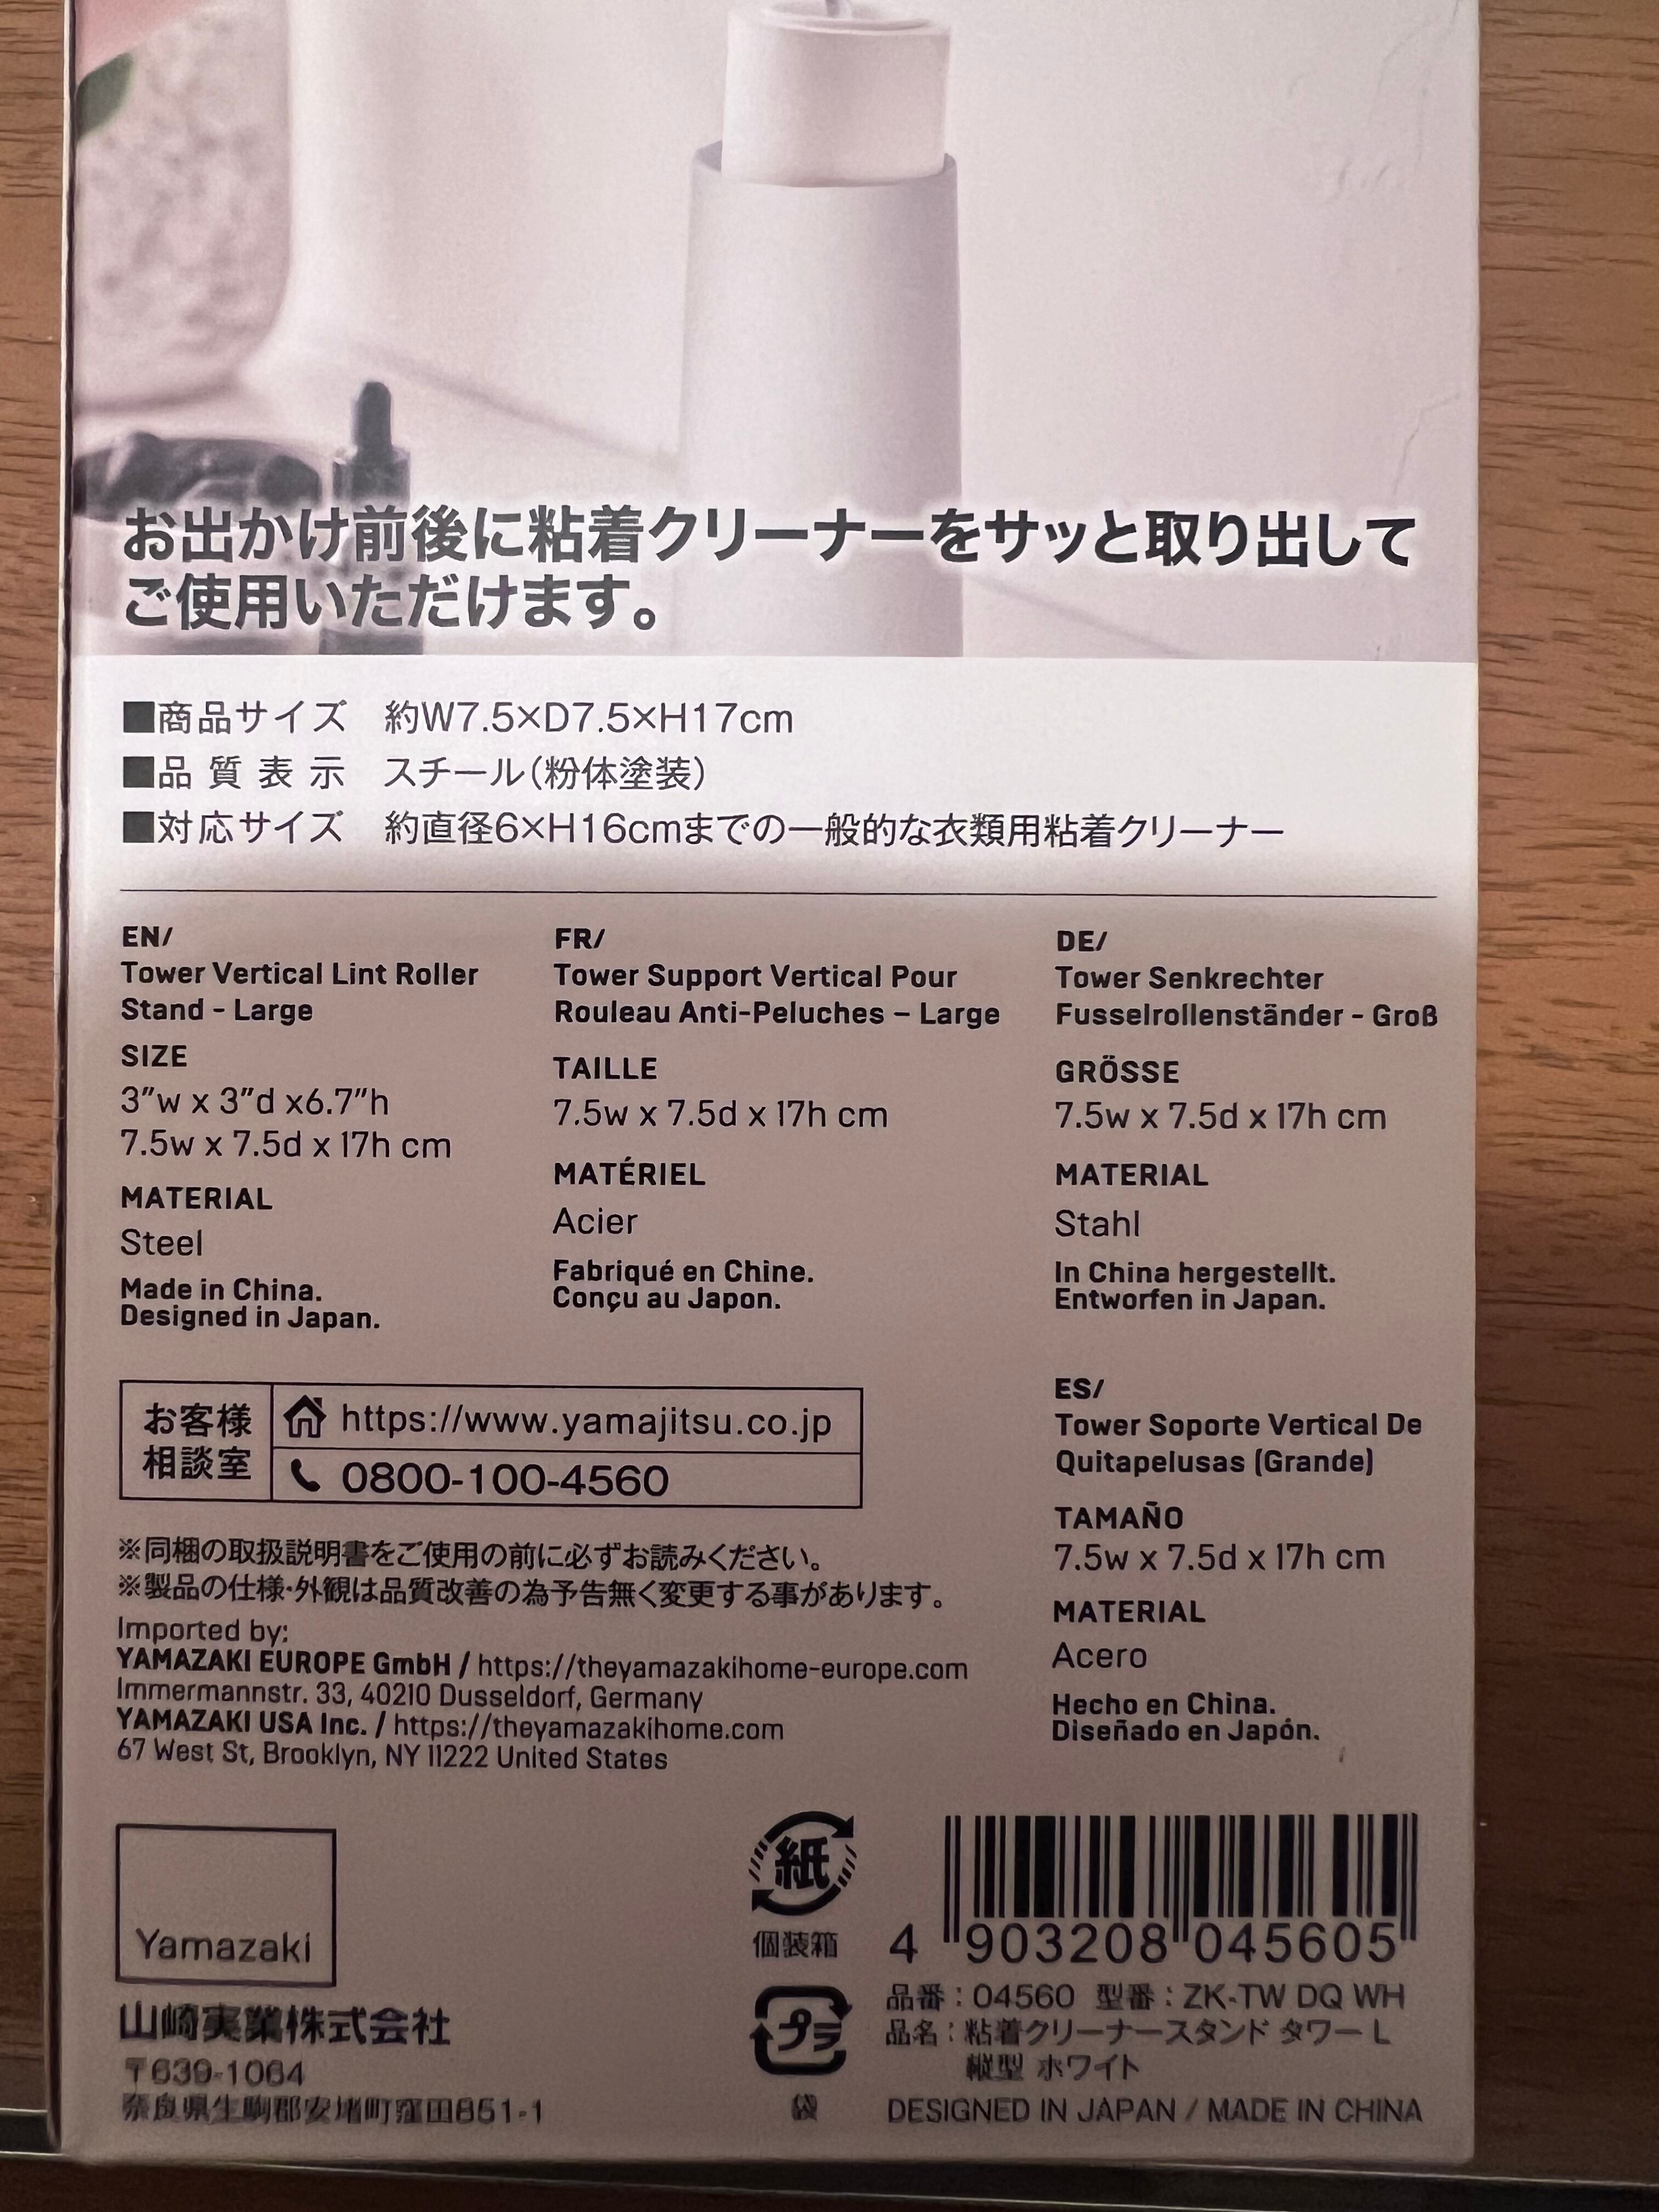 お出かけ前後に粘着クリーナーをサッと取り出して
ご使用いただけます。
■商品サイズ 約W7.5×D7.5×H17cm
■品質表示 スチール(粉体塗装)
■対応サイズ 約直径6×H16cmまでの一般的な衣類用粘着クリーナー
EN/
Tower Vertical Lint Roller
Stand - Large
SIZE
3"w x 3"d x6.7"h
7.5w x 7.5d x 17h cm
MATERIAL
Steel
Made in China.
Designed in Japan.
FR/
Tower Support Vertical Pour
Rouleau Anti-Peluches – Large
TAILLE
7.5w x 7.5d x 17h cm
MATÉRIEL
Acier
Fabriqué en Chine.
Conçu au Japon.
DE/
Tower Senkrechter
Fusselrollenständer - Groß
GRÖSSE
7.5w x 7.5d x 17h cm
MATERIAL
Stahl
In China hergestellt.
Entworfen in Japan.
ES/
Tower Soporte Vertical De
Quitapelusas (Grande)
TAMAÑO
7.5w x 7.5d x 17h cm
MATERIAL
Acero
Hecho en China.
Diseñado en Japón.
お客様
相談室
https://www.yamajitsu.co.jp
0800-100-4560
※同梱の取扱説明書をご使用の前に必ずお読みください。
※製品の仕様・外観は品質改善の為予告無く変更する事があります。
Imported by:
YAMAZAKI EUROPE GmbH / https://theyamazakihome-europe.com
Immermannstr. 33, 40210 Dusseldorf, Germany
YAMAZAKI USA Inc. / https://theyamazakihome.com
67 West St, Brooklyn, NY 11222 United States
Yamazaki
山崎実業株式会社
〒639-1064
奈良県生駒郡安堵町窪田851-1
紙
個装箱
プラ
袋
4 903208 045605
品番：04560 型番：ZK-TW DQ WH
品名：粘着クリーナースタンド タワー L
縦型 ホワイト
DESIGNED IN JAPAN / MADE IN CHINA